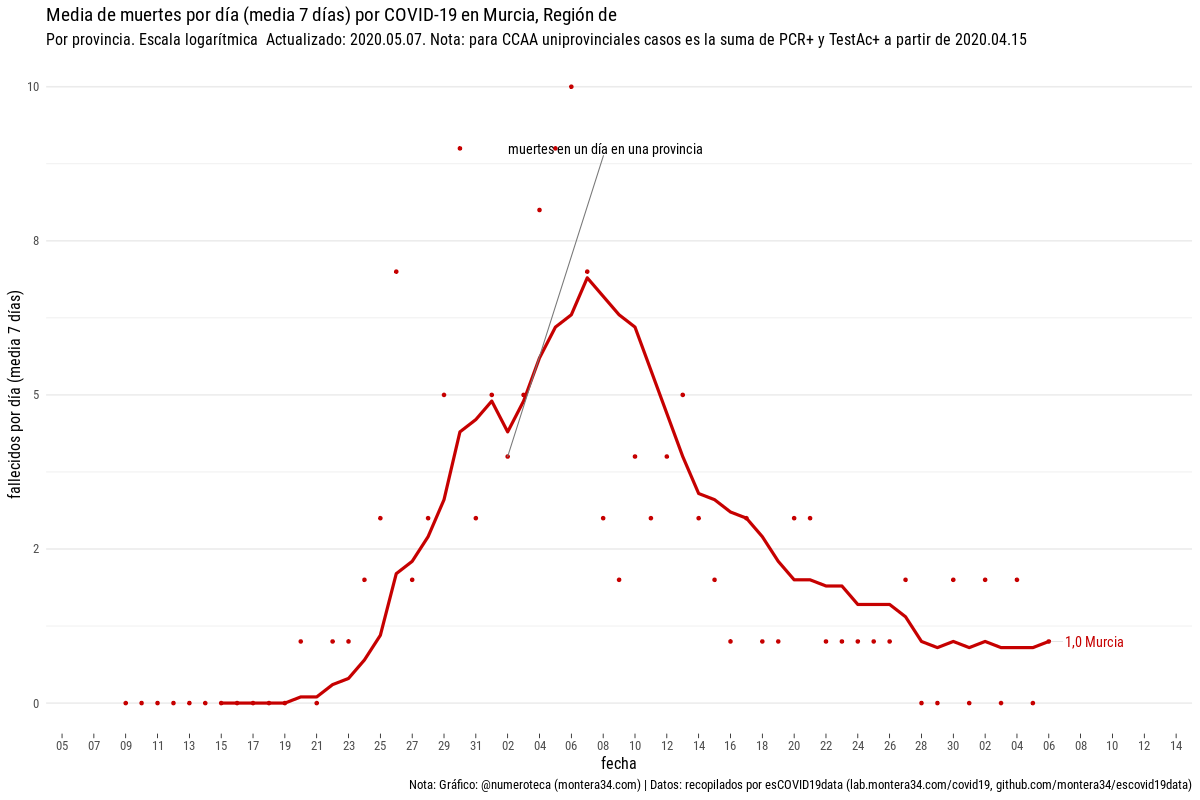 Media de muertes por día (media 7 días) por COVID-19 en Murcia, Región de
Por provincia. Escala logarítmica  Actualizado: 2020.05.07. Nota: para CCAA uniprovinciales casos es la suma de PCR+ y TestAc+ a partir de 2020.04.15
10
muertes en un día en una provincia
8
fallecidos por día (media 7 días)
5
2
1,0 Murcia
0
05 07 09 11 13 15 17 19 21 23 25 27 29 31 02 04 06 08 10 12 14 16 18 20 22 24 26 28 30 02 04 06 08 10 12 14
fecha
Nota: Gráfico: @numeroteca (montera34.com) | Datos: recopilados por esCOVID19data (lab.montera34.com/covid19, github.com/montera34/escovid19data)